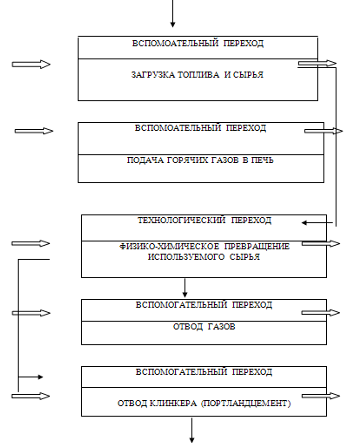 ВСПОМОАТЕЛЬНЫЙ ПЕРЕХОД
ЗАГРУЗКА ТОПЛИВА И СЫРЬЯ
ВСПОМОАТЕЛЬНЫЙ ПЕРЕХОД
ПОДАЧА ГОРЯЧИХ ГАЗОВ В ПЕЧЬ
ТЕХНОЛОГИЧЕСКИЙ ПЕРЕХОД
ФИЗИКО-ХИМИЧЕСКОЕ ПРЕВРАЩЕНИЕ
ИСПОЛЬЗУЕМОГО СЫРЬЯ
ВСПОМОГАТЕЛЬНЫЙ ПЕРЕХОД
ОТВОД ГАЗОВ
ВСПОМОГАТЕЛЬНЫЙ ПЕРЕХОД
ОТВОД КЛИНКЕРА (ПОРТЛАНДЦЕМЕНТ)